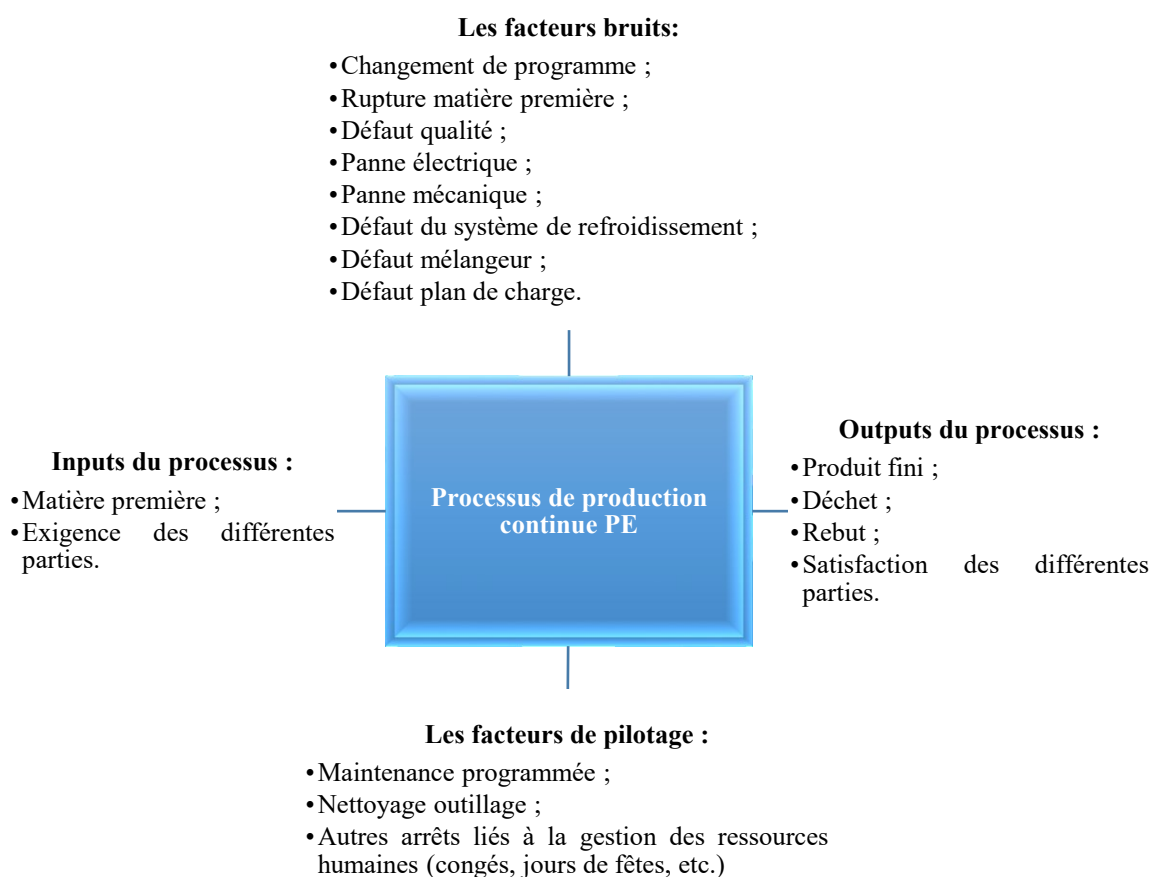 Les facteurs bruits:
•Changement de programme ;
•Rupture matière première ;
•Défaut qualité ;
•Panne électrique ;
•Panne mécanique ;
•Défaut du système de refroidissement ;
•Défaut mélangeur ;
•Défaut plan de charge.
Inputs du processus :
•Matière première ;
•Exigence des différentes
parties.
Processus de production
continue PE
Outputs du processus :
•Produit fini ;
•Déchet ;
•Rebut ;
•Satisfaction des différentes
parties.
Les facteurs de pilotage :
•Maintenance programmée ;
•Nettoyage outillage ;
•Autres arrêts liés à la gestion des ressources
humaines (congés, jours de fêtes, etc.)